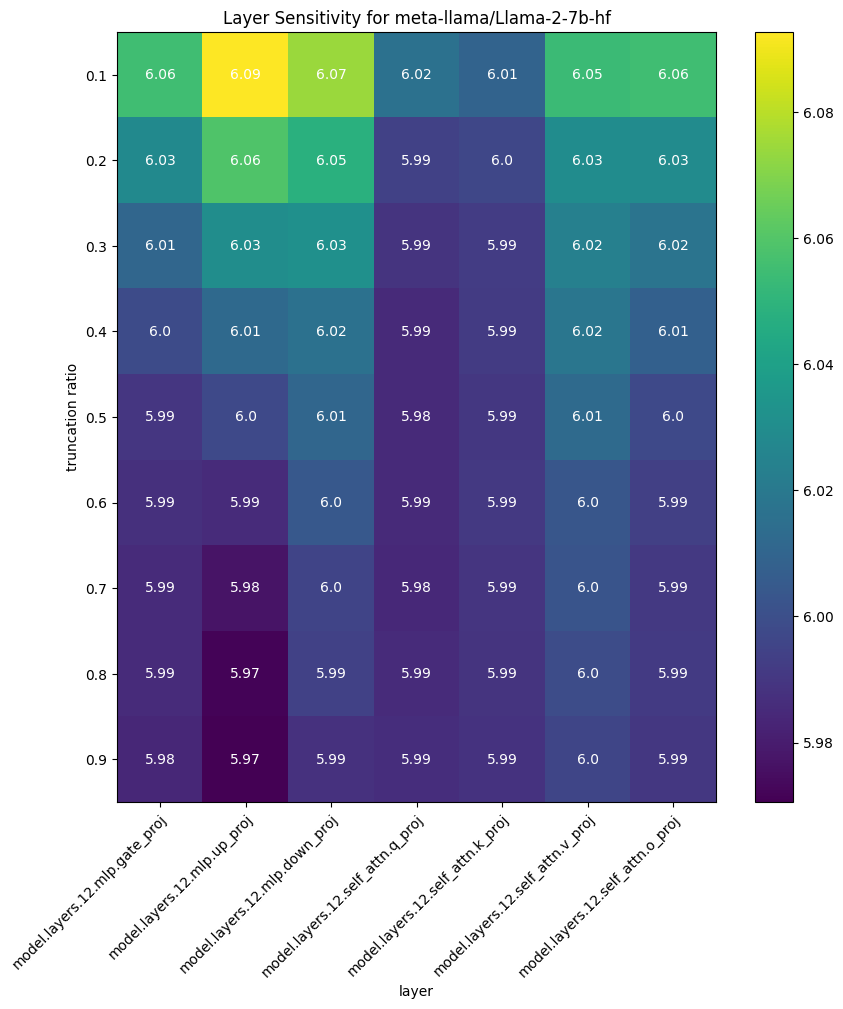 Layer Sensitivity for meta-llama/Llama-2-7b-hf
truncation ratio
0.1 6.06 6.09 6.07 6.02 6.01 6.05 6.06
0.2 6.03 6.06 6.05 5.99 6.0 6.03 6.03
0.3 6.01 6.03 6.03 5.99 5.99 6.02 6.02
0.4 6.0 6.01 6.02 5.99 5.99 6.02 6.01
0.5 5.99 6.0 6.01 5.98 5.99 6.01 6.0
0.6 5.99 5.99 6.0 5.99 5.99 6.0 5.99
0.7 5.99 5.98 6.0 5.98 5.99 6.0 5.99
0.8 5.99 5.97 5.99 5.99 5.99 6.0 5.99
0.9 5.98 5.97 5.99 5.99 5.99 6.0 5.99
model.layers.12.mlp.gate_proj
model.layers.12.mlp.up_proj
model.layers.12.mlp.down_proj
model.layers.12.self_attn.q_proj
model.layers.12.self_attn.k_proj
model.layers.12.self_attn.v_proj
model.layers.12.self_attn.o_proj
layer
6.08
6.06
6.04
6.02
6.00
5.98